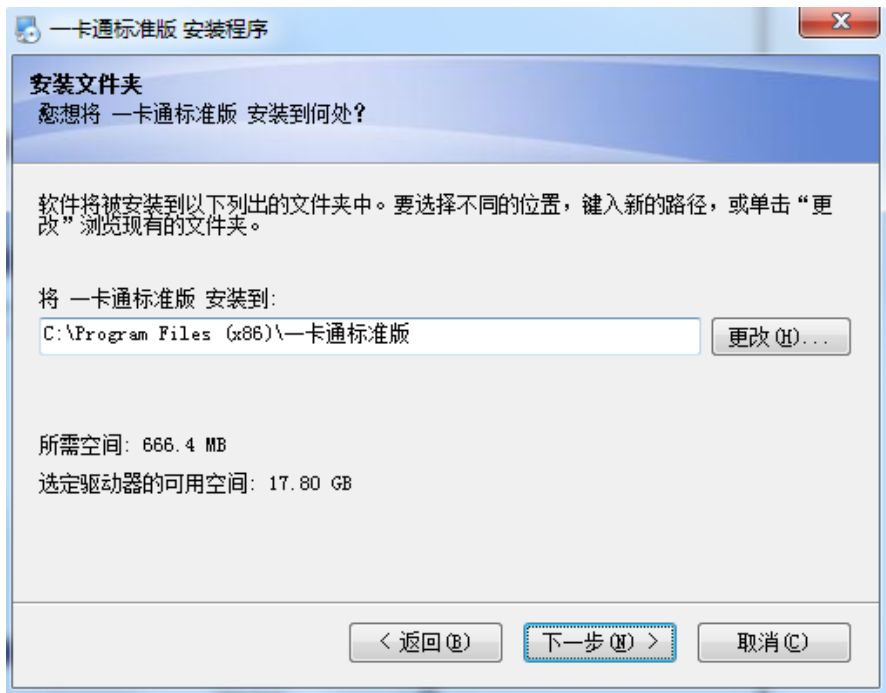 一卡通标准版 安装程序
安装文件夹
您想将 一卡通标准版 安装到何处?
软件将被安装到以下列出的文件夹中。要选择不同的位置，键入新的路径，或单击“更
改”浏览现有的文件夹。
将 一卡通标准版 安装到:
C:\Program Files (x86)\一卡通标准版
更改(H)...
所需空间: 666.4 MB
选定驱动器的可用空间: 17.80 GB
< 返回(B)
下一步(N) >
取消(C)